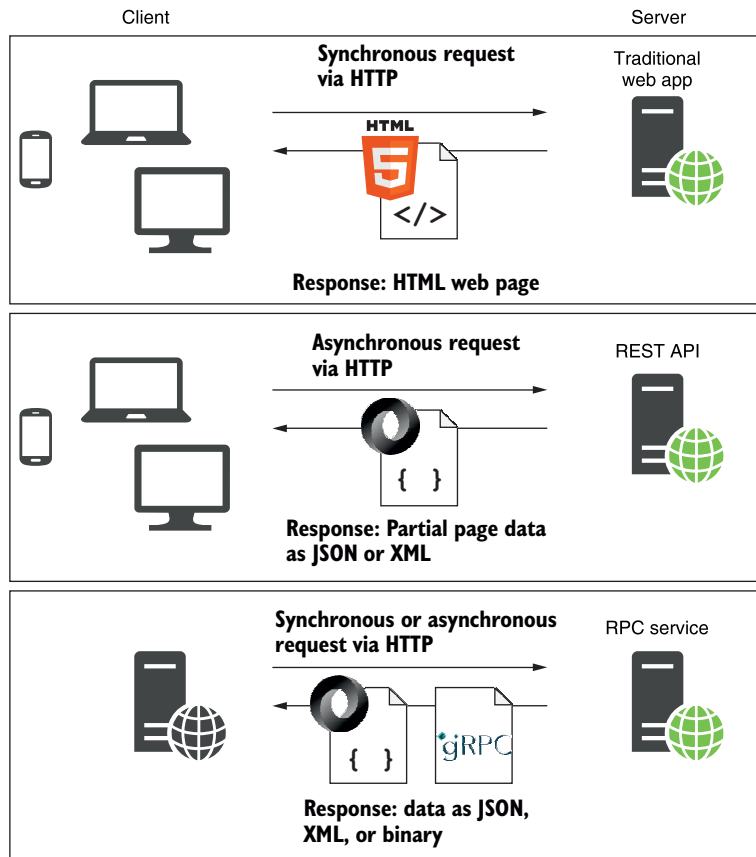 Client
Server
Synchronous request
via HTTP
Traditional
web app
HTML
5
</>
Response: HTML web page
Asynchronous request
via HTTP
REST API
{ }
Response: Partial page data
as JSON or XML
Synchronous or asynchronous
request via HTTP
RPC service
{ }
gRPC
Response: data as JSON,
XML, or binary